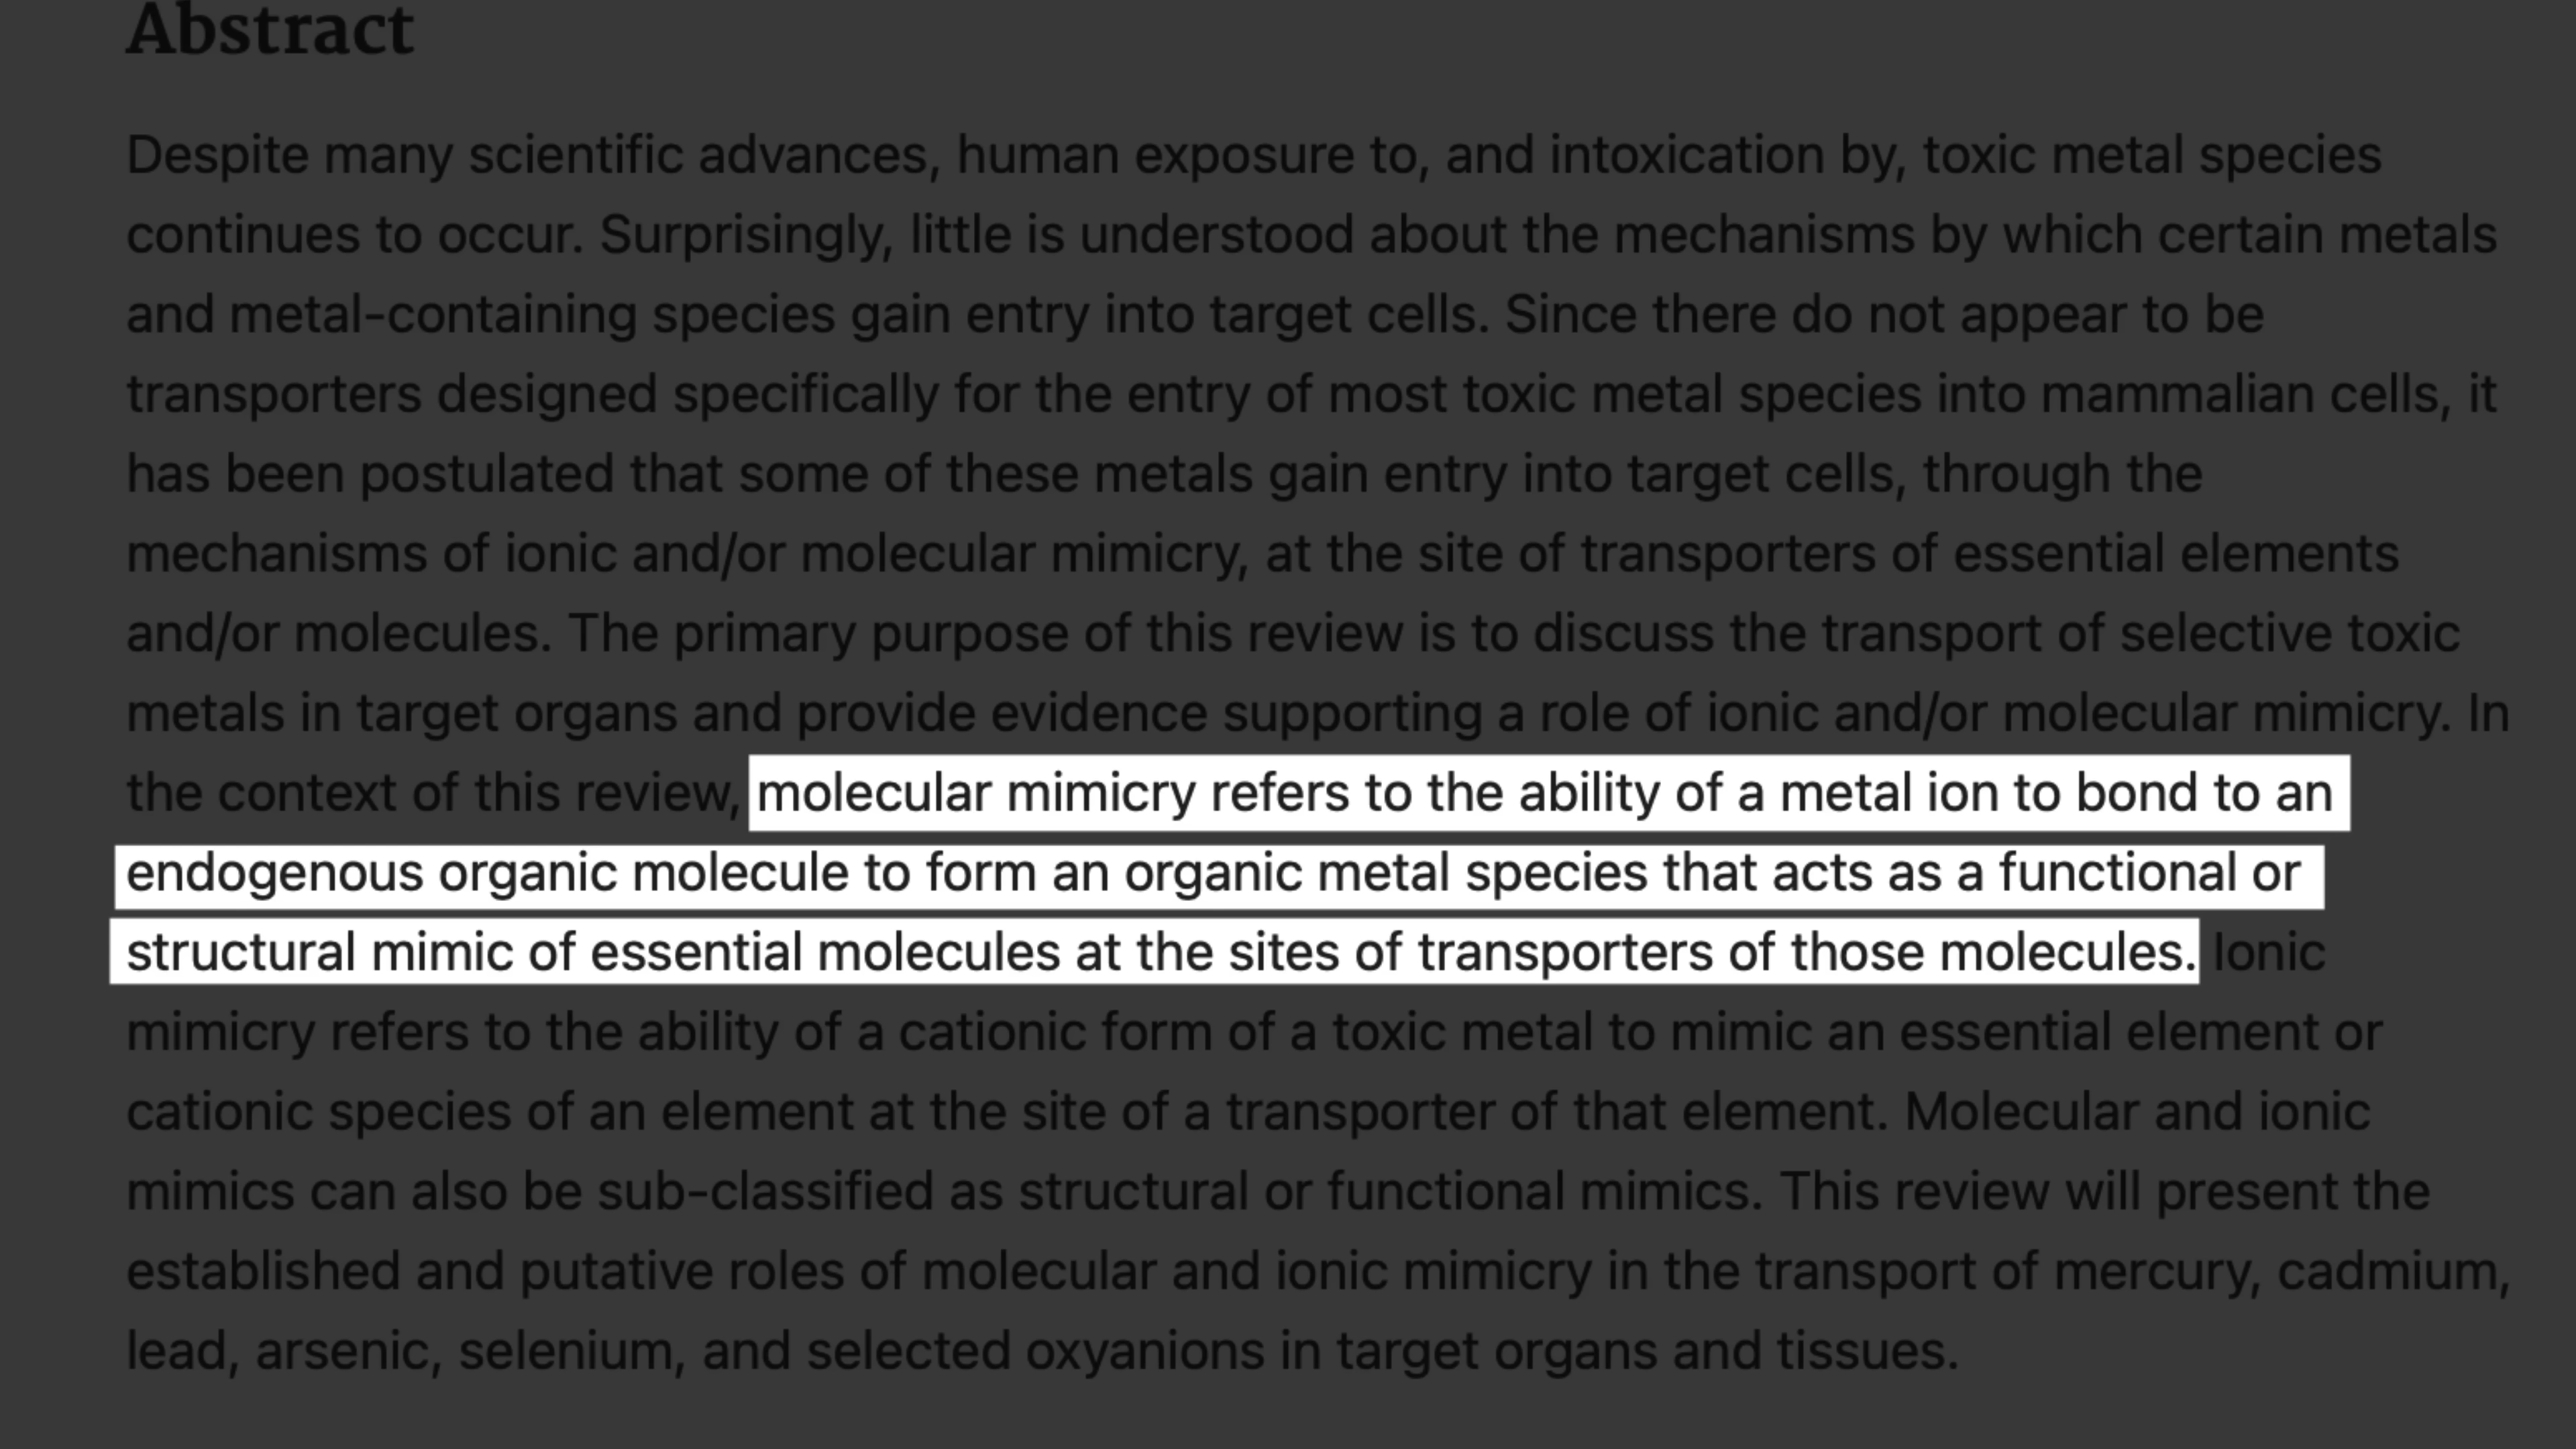 Abstract
Despite many scientific advances, human exposure to, and intoxication by, toxic metal species
continues to occur. Surprisingly, little is understood about the mechanisms by which certain metals
and metal-containing species gain entry into target cells. Since there do not appear to be
transporters designed specifically for the entry of most toxic metal species into mammalian cells, it
has been postulated that some of these metals gain entry into target cells, through the
mechanisms of ionic and/or molecular mimicry, at the site of transporters of essential elements
and/or molecules. The primary purpose of this review is to discuss the transport of selective toxic
metals in target organs and provide evidence supporting a role of ionic and/or molecular mimicry. In
the context of this review, molecular mimicry refers to the ability of a metal ion to bond to an
endogenous organic molecule to form an organic metal species that acts as a functional or
structural mimic of essential molecules at the sites of transporters of those molecules. Ionic
mimicry refers to the ability of a cationic form of a toxic metal to mimic an essential element or
cationic species of an element at the site of a transporter of that element. Molecular and ionic
mimics can also be sub-classified as structural or functional mimics. This review will present the
established and putative roles of molecular and ionic mimicry in the transport of mercury, cadmium,
lead, arsenic, selenium, and selected oxyanions in target organs and tissues.